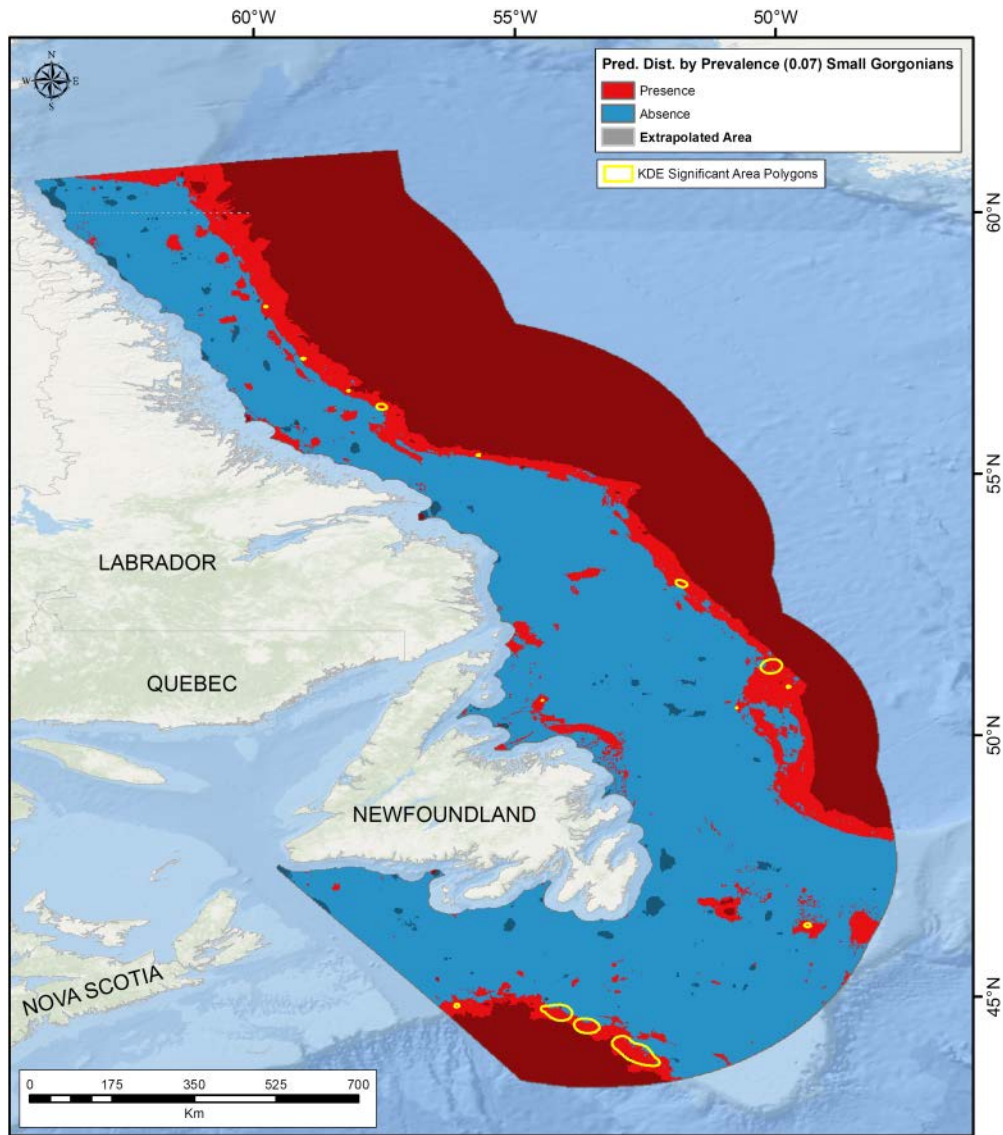 60°W 55°W 50°W
N
W E
S
Pred. Dist. by Prevalence (0.07) Small Gorgonians
Presence
Absence
Extrapolated Area
KDE Significant Area Polygons
60°N
55°N
LABRADOR
QUEBEC
50°N
NEWFOUNDLAND
NOVA SCOTIA
45°N
0 175 350 525 700
Km